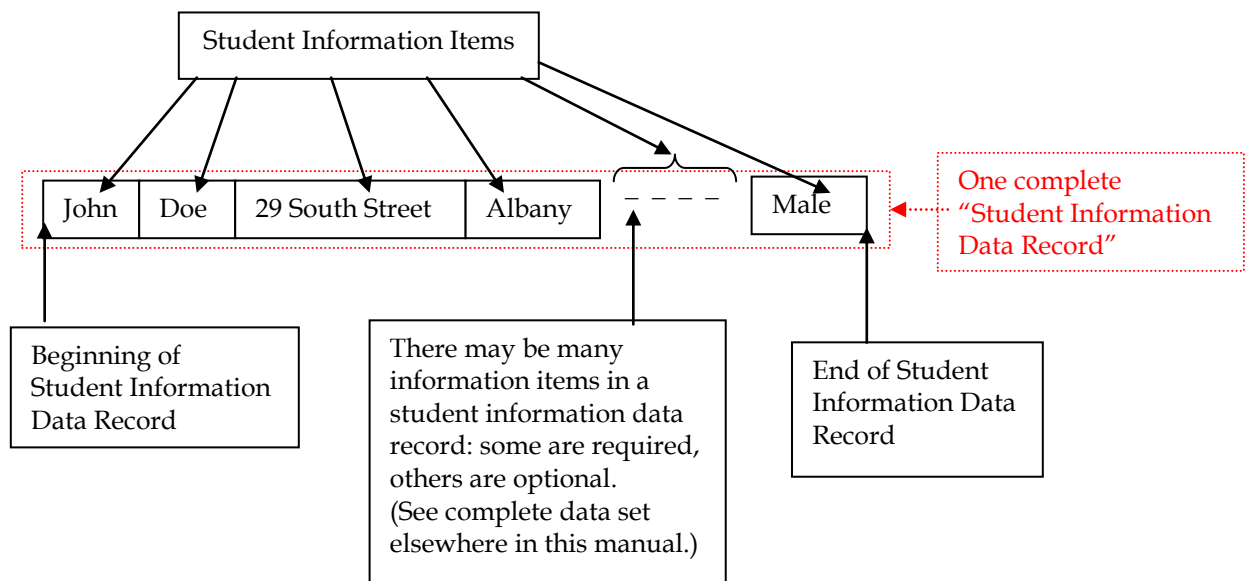 Student Information Items
John Doe 29 South Street Albany – – – – Male
One complete
“Student Information
Data Record”
Beginning of
Student Information
Data Record
There may be many
information items in a
student information data
record: some are required,
others are optional.
(See complete data set
elsewhere in this manual.)
End of Student
Information Data
Record